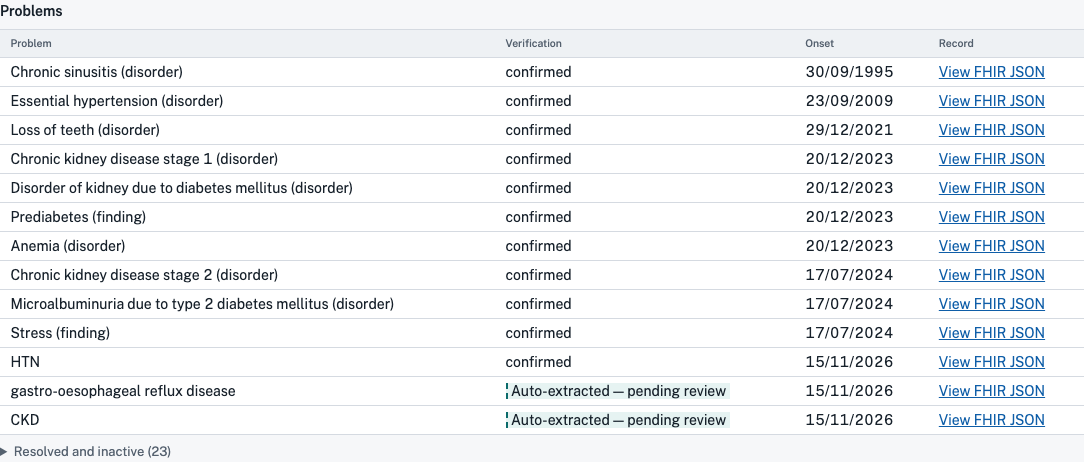 Problems
Problem Verification Onset Record
Chronic sinusitis (disorder) confirmed 30/09/1995 View FHIR JSON
Essential hypertension (disorder) confirmed 23/09/2009 View FHIR JSON
Loss of teeth (disorder) confirmed 29/12/2021 View FHIR JSON
Chronic kidney disease stage 1 (disorder) confirmed 20/12/2023 View FHIR JSON
Disorder of kidney due to diabetes mellitus (disorder) confirmed 20/12/2023 View FHIR JSON
Prediabetes (finding) confirmed 20/12/2023 View FHIR JSON
Anemia (disorder) confirmed 20/12/2023 View FHIR JSON
Chronic kidney disease stage 2 (disorder) confirmed 17/07/2024 View FHIR JSON
Microalbuminuria due to type 2 diabetes mellitus (disorder) confirmed 17/07/2024 View FHIR JSON
Stress (finding) confirmed 17/07/2024 View FHIR JSON
HTN confirmed 15/11/2026 View FHIR JSON
gastro-oesophageal reflux disease Auto-extracted — pending review 15/11/2026 View FHIR JSON
CKD Auto-extracted — pending review 15/11/2026 View FHIR JSON
Resolved and inactive (23)